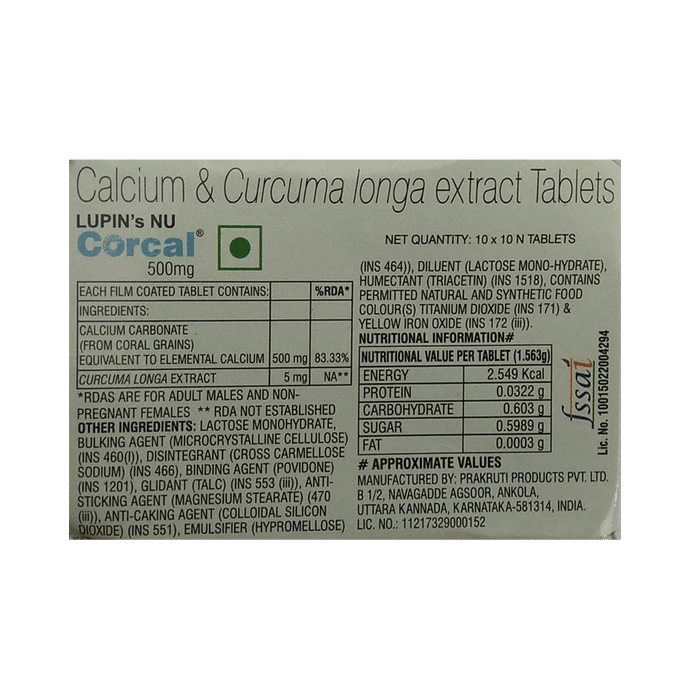 Calcium & Curcuma longa extract Tablets
LUPIN's NU
Corcal®
500mg
EACH FILM COATED TABLET CONTAINS: %RDA*
INGREDIENTS:
CALCIUM CARBONATE
(FROM CORAL GRAINS)
EQUIVALENT TO ELEMENTAL CALCIUM 500 mg 83.33%
CURCUMA LONGA EXTRACT 5 mg NA**
*RDAS ARE FOR ADULT MALES AND NON-
PREGNANT FEMALES ** RDA NOT ESTABLISHED
OTHER INGREDIENTS: LACTOSE MONOHYDRATE,
BULKING AGENT (MICROCRYSTALLINE CELLULOSE)
(INS 460(I)), DISINTEGRANT (CROSS CARMELLOSE
SODIUM) (INS 466), BINDING AGENT (POVIDONE)
(INS 1201), GLIDANT (TALC) (INS 553 (iii)), ANTI-
STICKING AGENT (MAGNESIUM STEARATE) (470
(iii)), ANTI-CAKING AGENT (COLLOIDAL SILICON
DIOXIDE) (INS 551), EMULSIFIER (HYPROMELLOSE)
NET QUANTITY: 10 x 10 N TABLETS
(INS 464)), DILUENT (LACTOSE MONO-HYDRATE),
HUMECTANT (TRIACETIN) (INS 1518), CONTAINS
PERMITTED NATURAL AND SYNTHETIC FOOD
COLOUR(S) TITANIUM DIOXIDE (INS 171) &
YELLOW IRON OXIDE (INS 172 (iii)).
NUTRITIONAL INFORMATION#
NUTRITIONAL VALUE PER TABLET (1.563g)
ENERGY 2.549 Kcal
PROTEIN 0.0322 g
CARBOHYDRATE 0.603 g
SUGAR 0.5989 g
FAT 0.0003 g
# APPROXIMATE VALUES
MANUFACTURED BY: PRAKRUTI PRODUCTS PVT. LTD.
B 1/2, NAVAGADDE AGSOOR, ANKOLA,
UTTARA KANNADA, KARNATAKA-581314, INDIA.
LIC. NO.: 11217329000152
fssai
Lic. No. 10015022004294